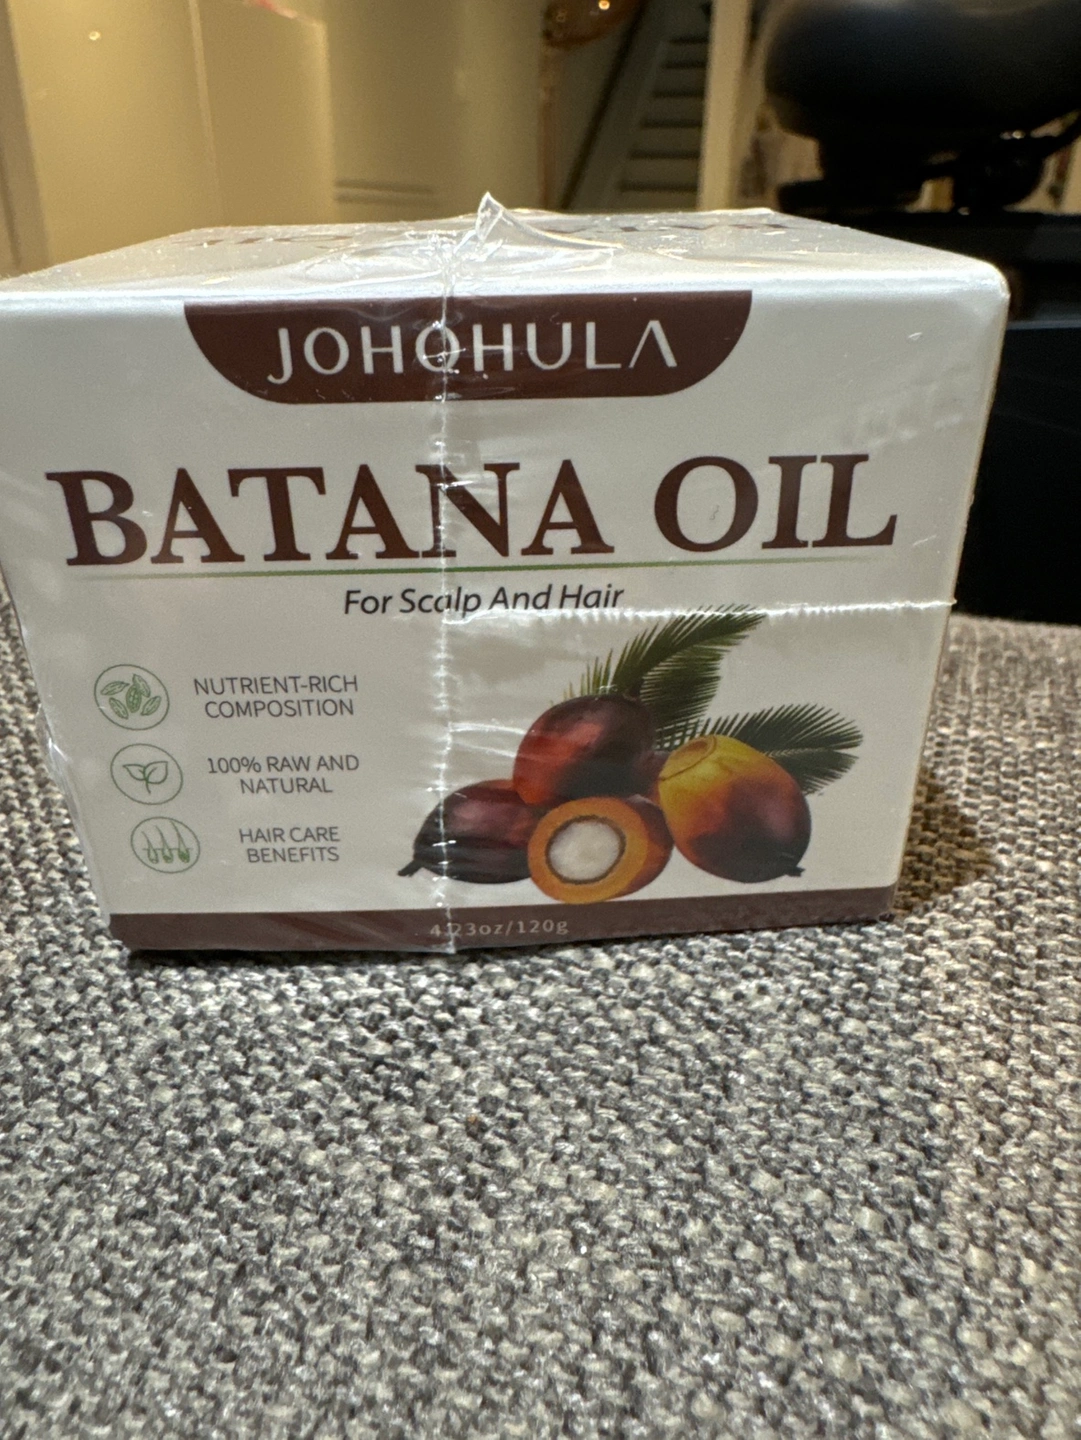 JOHOHULA
BATANA OIL
For Scalp And Hair
NUTRIENT-RICH
COMPOSITION
100% RAW AND
NATURAL
HAIR CARE
BENEFITS
4.23oz/120g